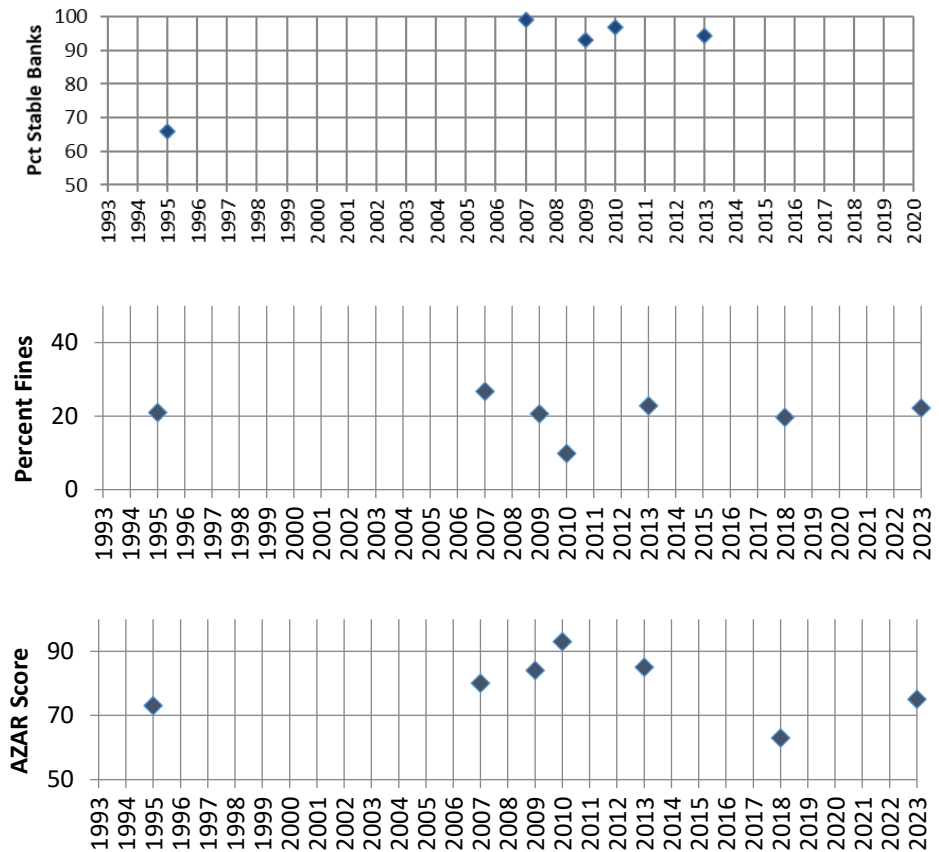 Pct Stable Banks
100
90
80
70
60
50
1993 1994 1995 1996 1997 1998 1999 2000 2001 2002 2003 2004 2005 2006 2007 2008 2009 2010 2011 2012 2013 2014 2015 2016 2017 2018 2019 2020
Percent Fines
40
20
0
1993 1994 1995 1996 1997 1998 1999 2000 2001 2002 2003 2004 2005 2006 2007 2008 2009 2010 2011 2012 2013 2014 2015 2016 2017 2018 2019 2020 2021 2022 2023
AZAR Score
90
70
50
1993 1994 1995 1996 1997 1998 1999 2000 2001 2002 2003 2004 2005 2006 2007 2008 2009 2010 2011 2012 2013 2014 2015 2016 2017 2018 2019 2020 2021 2022 2023